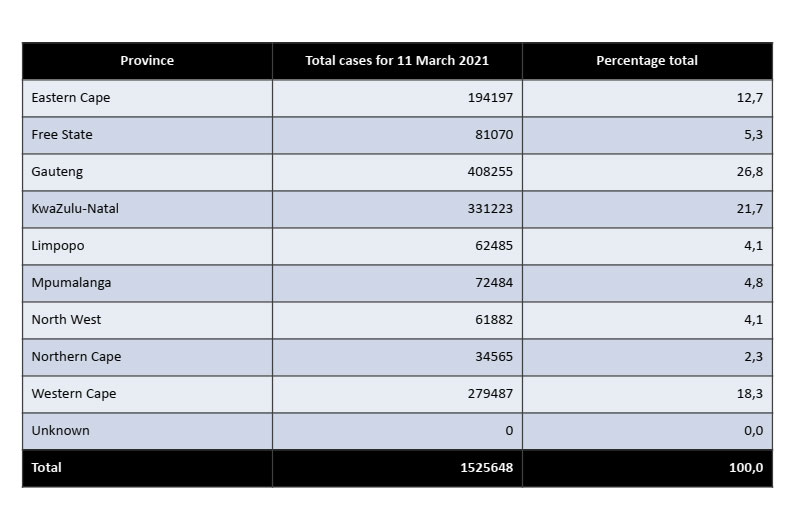 Province Total cases for 11 March 2021 Percentage total
Eastern Cape 194197 12,7
Free State 81070 5,3
Gauteng 408255 26,8
KwaZulu-Natal 331223 21,7
Limpopo 62485 4,1
Mpumalanga 72484 4,8
North West 61882 4,1
Northern Cape 34565 2,3
Western Cape 279487 18,3
Unknown 0 0,0
Total 1525648 100,0